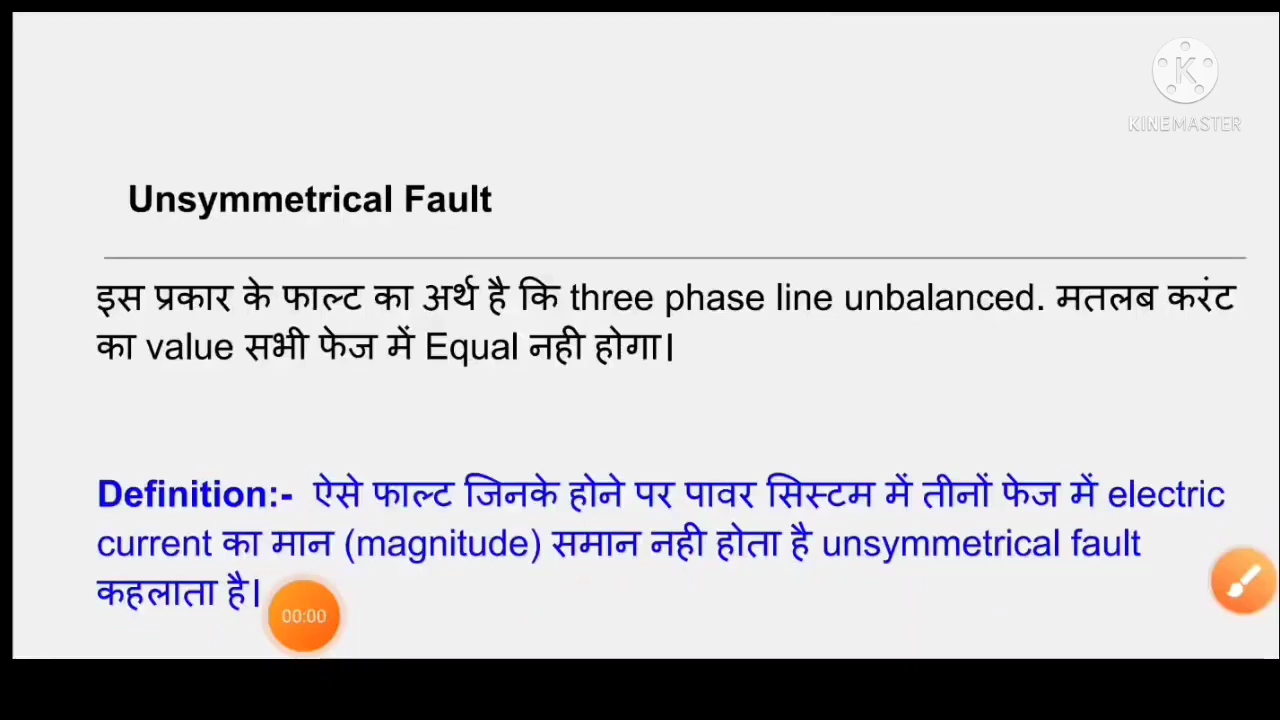 K
KINEMASTER
Unsymmetrical Fault
इस प्रकार के फाल्ट का अर्थ है कि three phase line unbalanced. मतलब करंट
का value सभी फेज में Equal नही होगा।
Definition:- ऐसे फाल्ट जिनके होने पर पावर सिस्टम में तीनों फेज में electric
current का मान (magnitude) समान नही होता है unsymmetrical fault
कहलाता है।
00:00